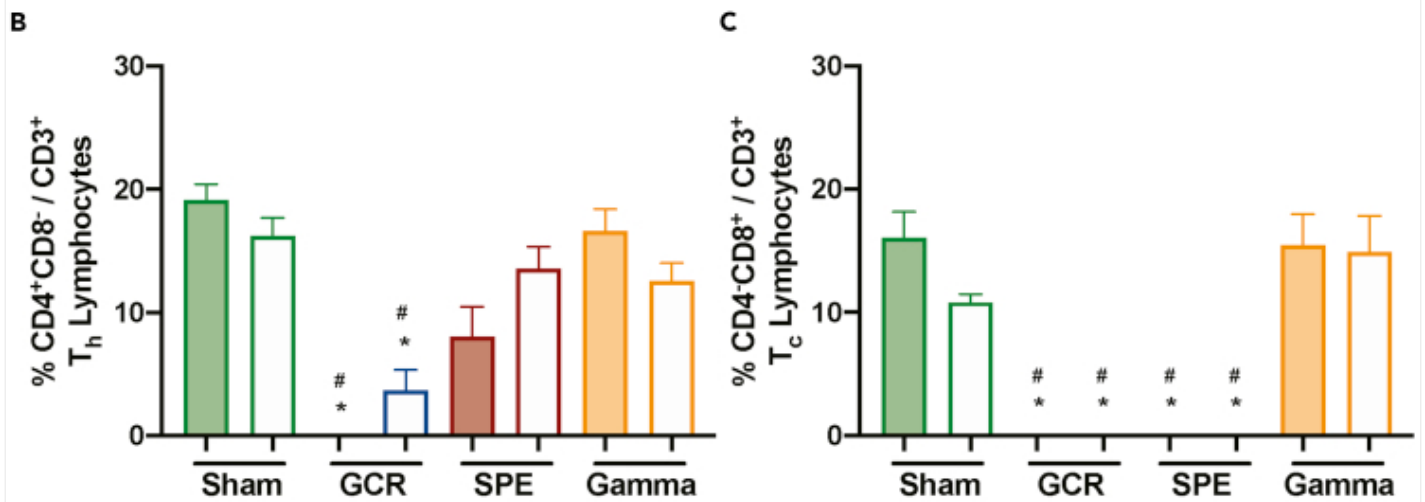 B
30
20
10
0
% CD4⁺CD8⁻ / CD3⁺
Tₕ Lymphocytes
#
*
#
*
Sham GCR SPE Gamma
C
30
20
10
0
% CD4⁻CD8⁺ / CD3⁺
T꜀ Lymphocytes
# # # #
* * * *
Sham GCR SPE Gamma